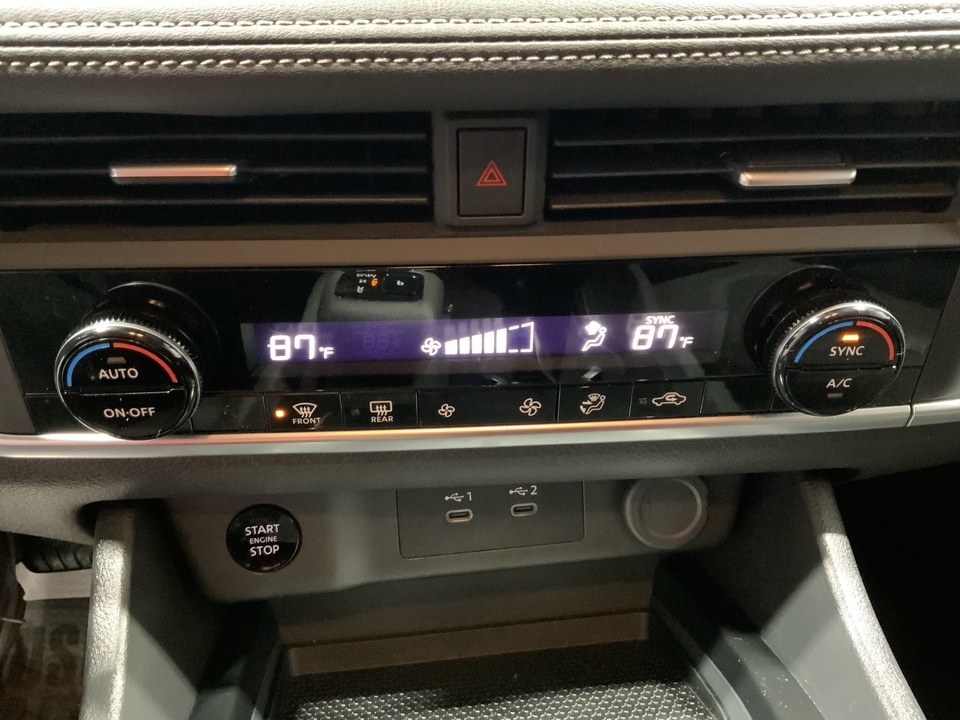 87°F
SYNC
87°F
AUTO
ON·OFF
SYNC
A/C
FRONT
REAR
1
2
START
ENGINE
STOP